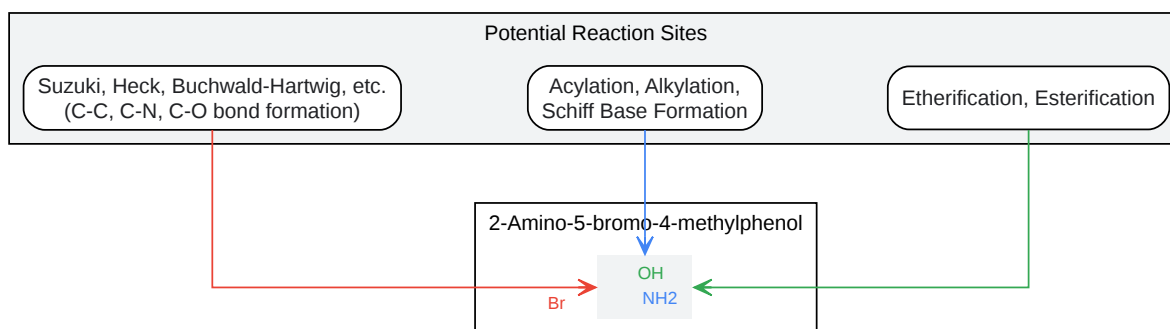 Potential Reaction Sites
Suzuki, Heck, Buchwald-Hartwig, etc.
(C-C, C-N, C-O bond formation)
Acylation, Alkylation,
Schiff Base Formation
Etherification, Esterification
2-Amino-5-bromo-4-methylphenol
OH
NH2
Br